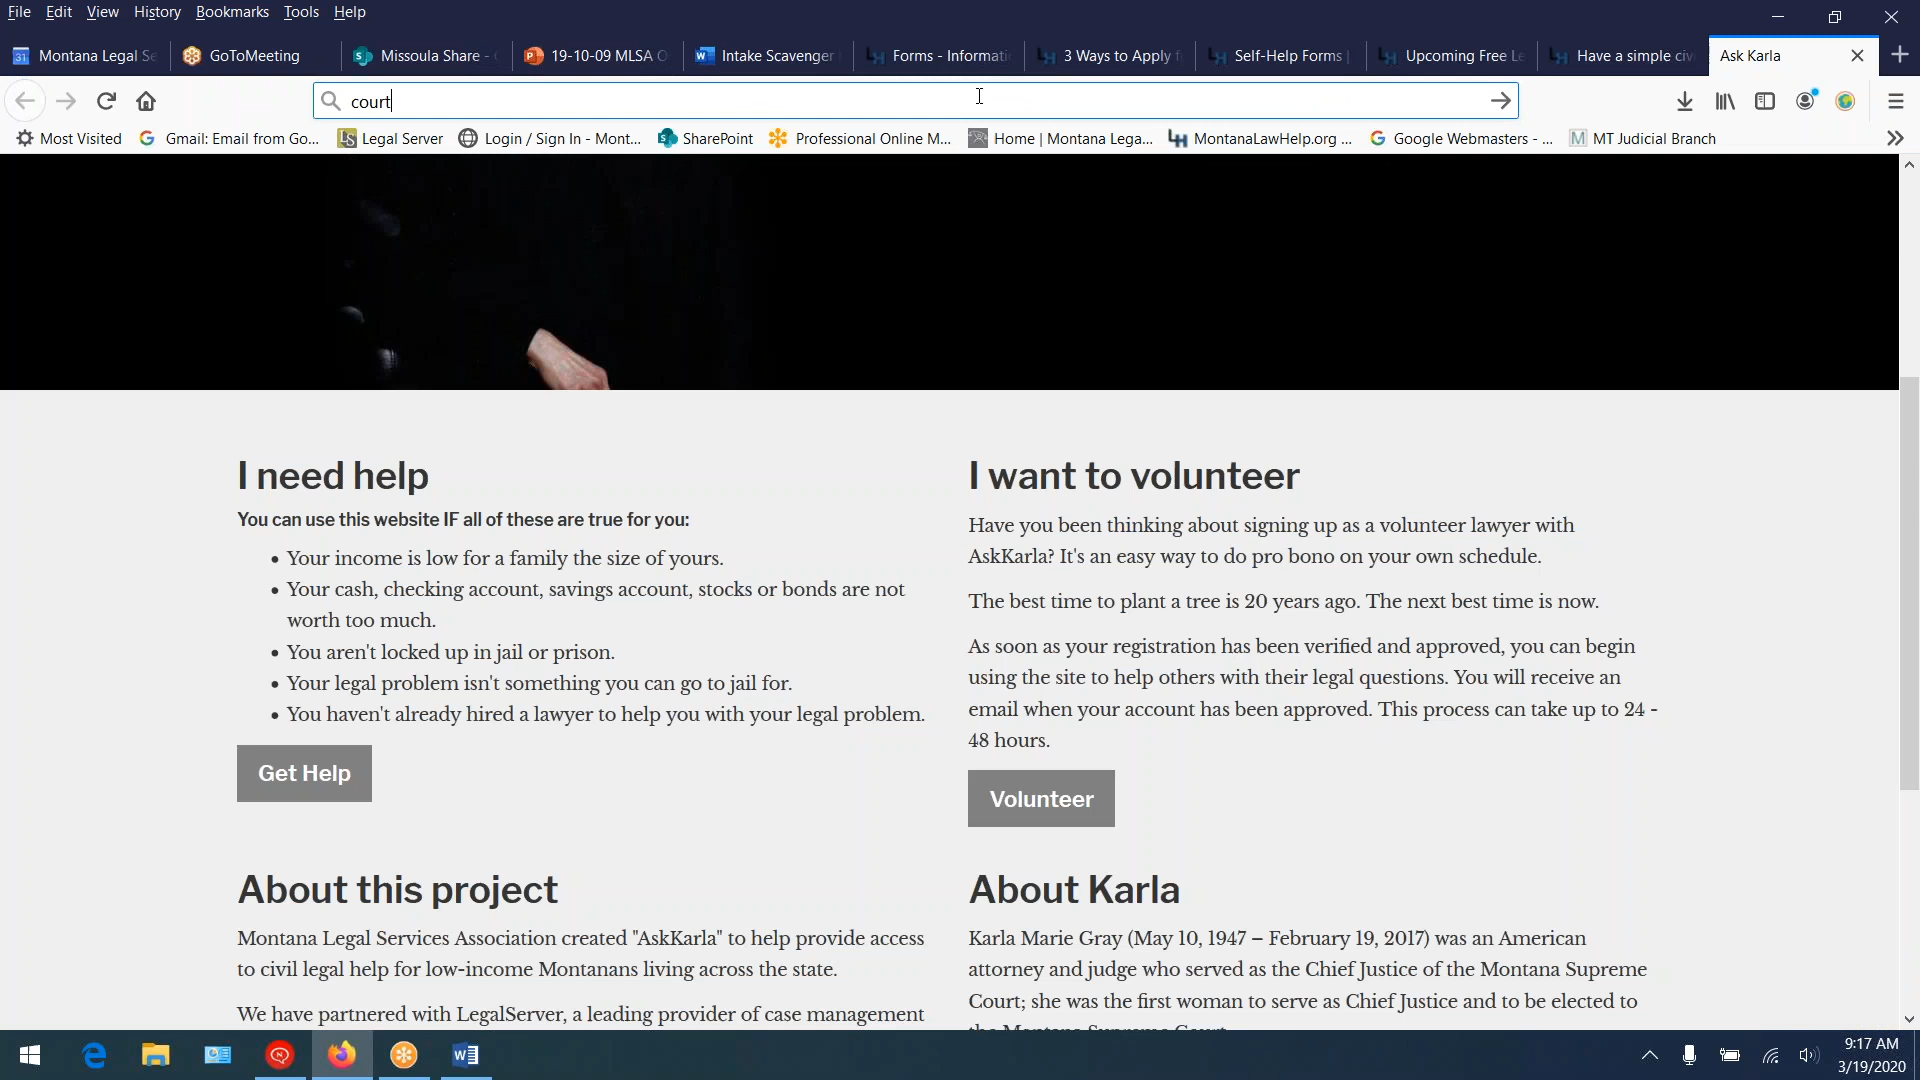 File Edit View History Bookmarks Tools Help
Montana Legal Se GoToMeeting Missoula Share - 19-10-09 MLSA O Intake Scavenger Forms - Informati 3 Ways to Apply f Self-Help Forms | Upcoming Free Le Have a simple civ Ask Karla
court
Most Visited Gmail: Email from Go... Legal Server Login / Sign In - Mont... SharePoint Professional Online M... Home | Montana Lega... MontanaLawHelp.org ... Google Webmasters - ... MT Judicial Branch
I need help
You can use this website IF all of these are true for you:
• Your income is low for a family the size of yours.
• Your cash, checking account, savings account, stocks or bonds are not
worth too much.
• You aren't locked up in jail or prison.
• Your legal problem isn't something you can go to jail for.
• You haven't already hired a lawyer to help you with your legal problem.
Get Help
I want to volunteer
Have you been thinking about signing up as a volunteer lawyer with
AskKarla? It's an easy way to do pro bono on your own schedule.
The best time to plant a tree is 20 years ago. The next best time is now.
As soon as your registration has been verified and approved, you can begin
using the site to help others with their legal questions. You will receive an
email when your account has been approved. This process can take up to 24 -
48 hours.
Volunteer
About this project
Montana Legal Services Association created "AskKarla" to help provide access
to civil legal help for low-income Montanans living across the state.
We have partnered with LegalServer, a leading provider of case management
About Karla
Karla Marie Gray (May 10, 1947 – February 19, 2017) was an American
attorney and judge who served as the Chief Justice of the Montana Supreme
Court; she was the first woman to serve as Chief Justice and to be elected to
the Montana Supreme Court
9:17 AM
3/19/2020